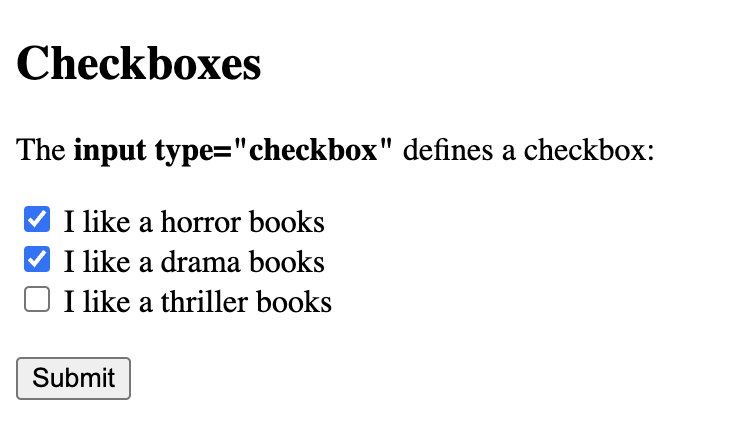 Checkboxes
The input type="checkbox" defines a checkbox:
I like a horror books
I like a drama books
I like a thriller books
Submit